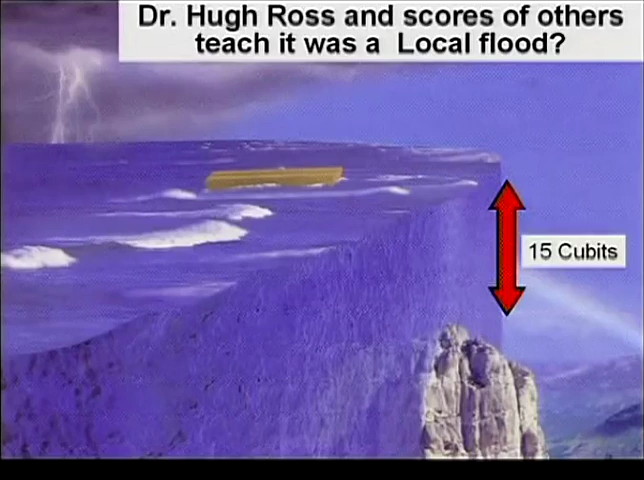 Dr. Hugh Ross and scores of others
teach it was a Local flood?
15 Cubits